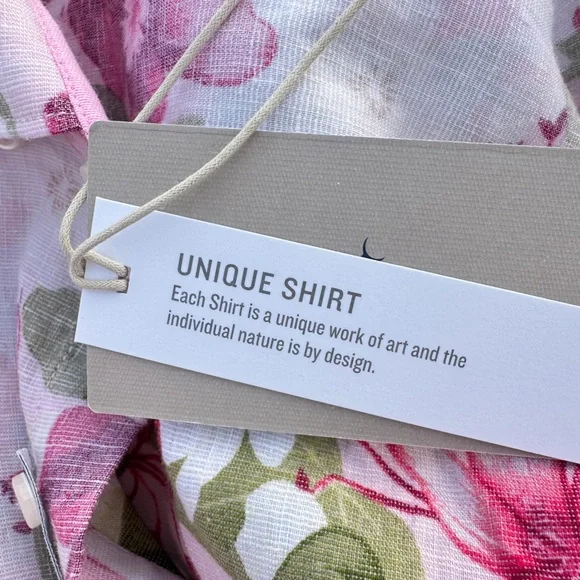 UNIQUE SHIRT
Each Shirt is a unique work of art and the
individual nature is by design.